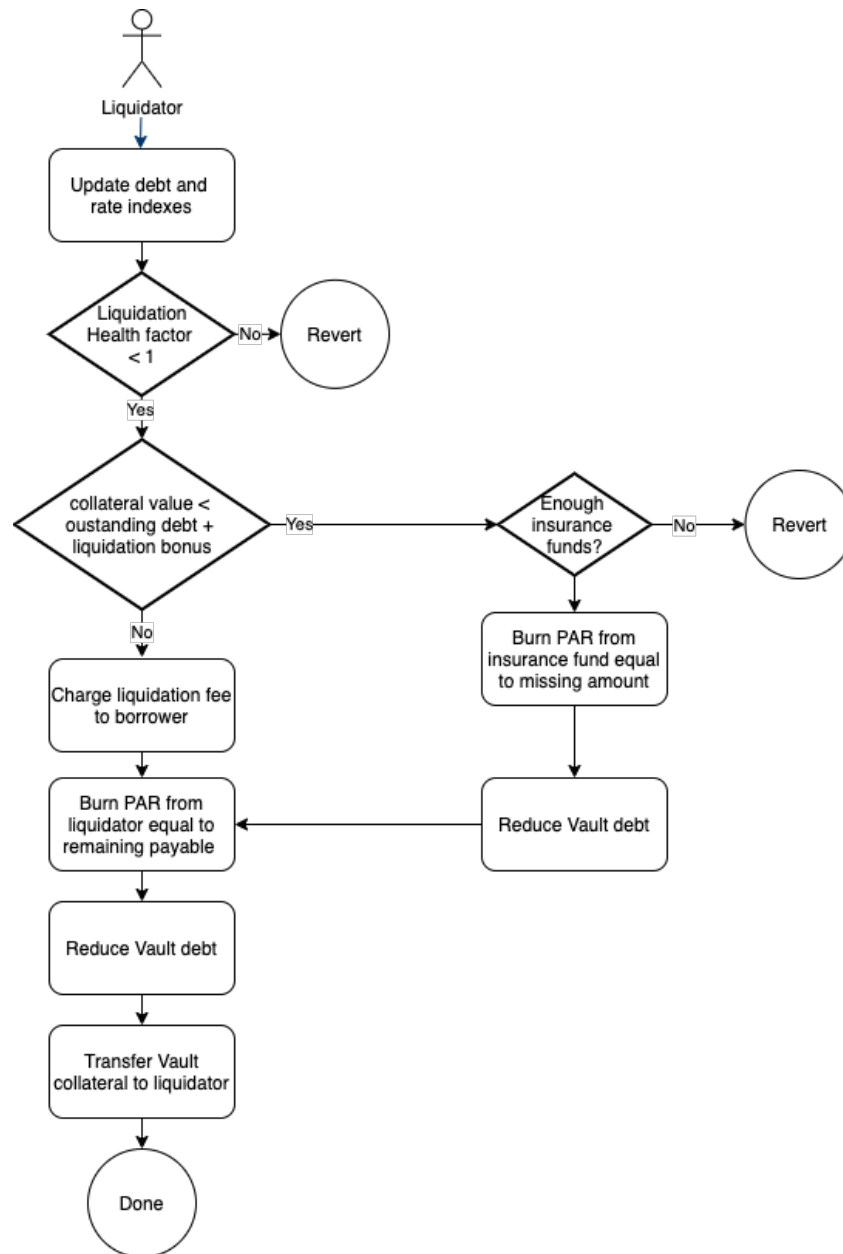 Liquidator
Update debt and
rate indexes
Liquidation
Health factor
< 1
No
Revert
Yes
collateral value <
oustanding debt +
liquidation bonus
Yes
Enough
insurance
funds?
No
Revert
No
Burn PAR from
insurance fund equal
to missing amount
Charge liquidation fee
to borrower
Burn PAR from
liquidator equal to
remaining payable
Reduce Vault debt
Reduce Vault debt
Transfer Vault
collateral to liquidator
Done